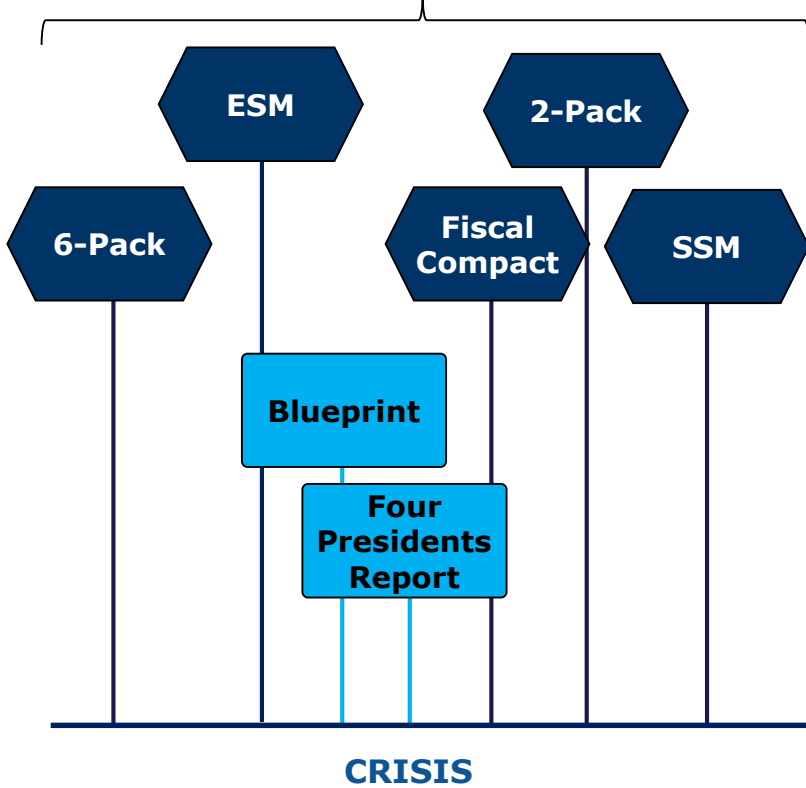 ESM
2-Pack
6-Pack
Fiscal
Compact
SSM
Blueprint
Four
Presidents
Report
CRISIS